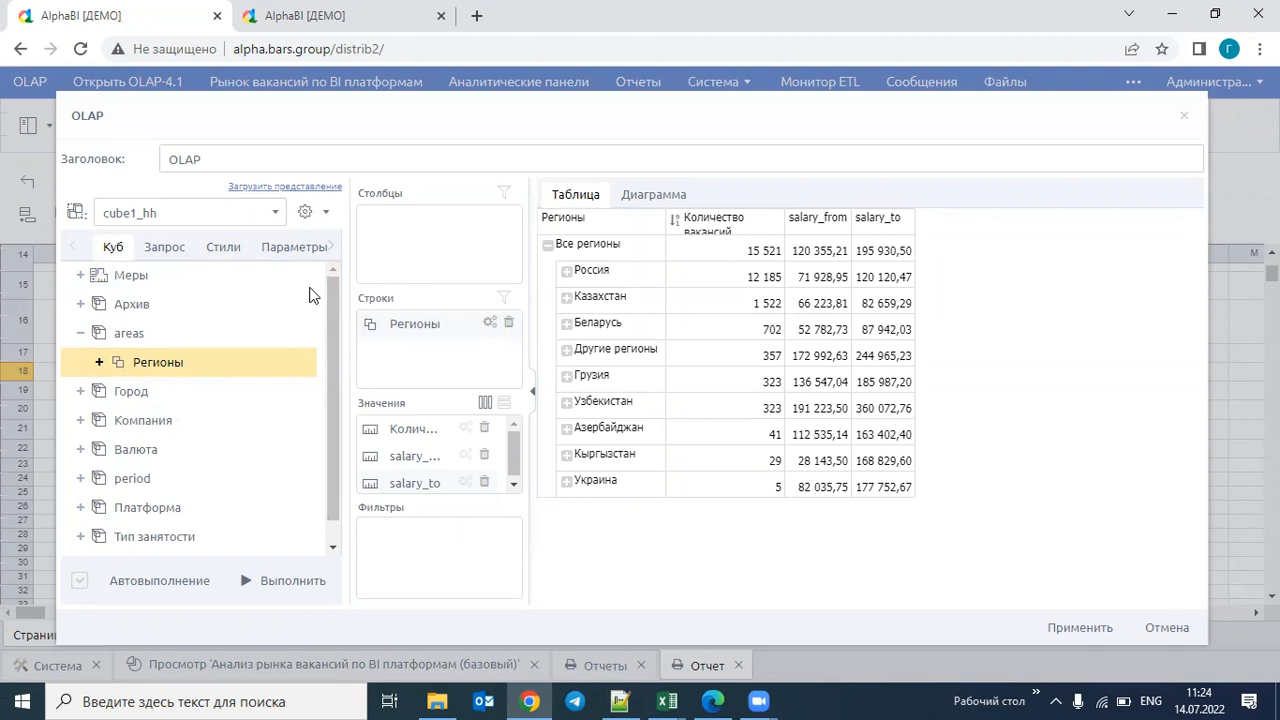 AlphaBI [ДЕМО]
AlphaBI [ДЕМО]
Не защищено
alpha.bars.group/distrib2/
Г
OLAP
Открыть OLAP-4.1
Рынок вакансий по BI платформам
Аналитические панели
Отчеты
Система
Монитор ETL
Сообщения
Файлы
Администра...
OLAP
Заголовок:
OLAP
Загрузить представление
cube1_hh
Куб
Запрос
Стили
Параметры
Меры
Архив
areas
Регионы
Город
Компания
Валюта
period
Платформа
Тип занятости
Автовыполнение
Выполнить
Столбцы
Строки
Регионы
Значения
Колич...
salary_...
salary_to
Фильтры
Таблица
Диаграмма
Регионы Количество вакансий salary_from salary_to
Все регионы 15 521 120 355,21 195 930,50
Россия 12 185 71 928,95 120 120,47
Казахстан 1 522 66 223,81 82 659,29
Беларусь 702 52 782,73 87 942,03
Другие регионы 357 172 992,63 244 965,23
Грузия 323 136 547,04 185 987,20
Узбекистан 323 191 223,50 360 072,76
Азербайджан 41 112 535,14 163 402,40
Кыргызстан 29 28 143,50 168 829,60
Украина 5 82 035,75 177 752,67
14
15
16
17
18
19
20
21
22
23
24
25
26
27
28
29
30
31
32
M
Применить
Отмена
Страни
Система
Просмотр 'Анализ рынка вакансий по BI платформам (базовый)'
Отчеты
Отчет
Введите здесь текст для поиска
Рабочий стол
ENG
11:24
14.07.2022